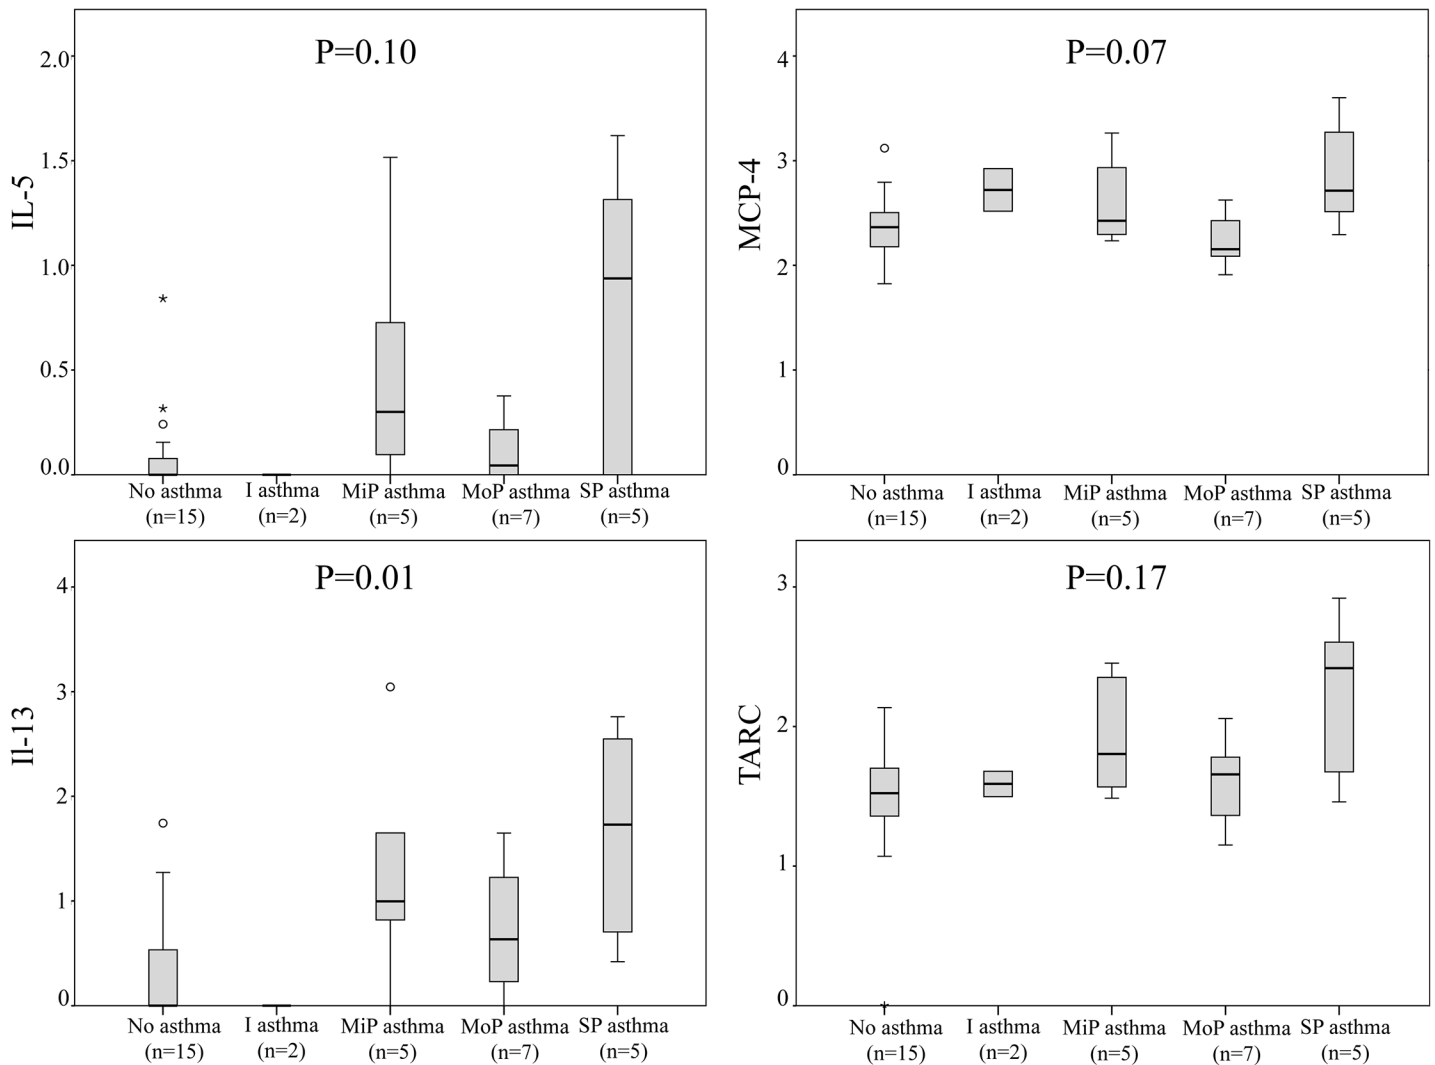 P=0.10
IL-5
2.0
1.5
1.0
0.5
0.0
No asthma I asthma MiP asthma MoP asthma SP asthma
(n=15) (n=2) (n=5) (n=7) (n=5)
P=0.07
MCP-4
4
3
2
1
0
No asthma I asthma MiP asthma MoP asthma SP asthma
(n=15) (n=2) (n=5) (n=7) (n=5)
P=0.01
Il-13
4
3
2
1
0
No asthma I asthma MiP asthma MoP asthma SP asthma
(n=15) (n=2) (n=5) (n=7) (n=5)
P=0.17
TARC
3
2
1
0
No asthma I asthma MiP asthma MoP asthma SP asthma
(n=15) (n=2) (n=5) (n=7) (n=5)